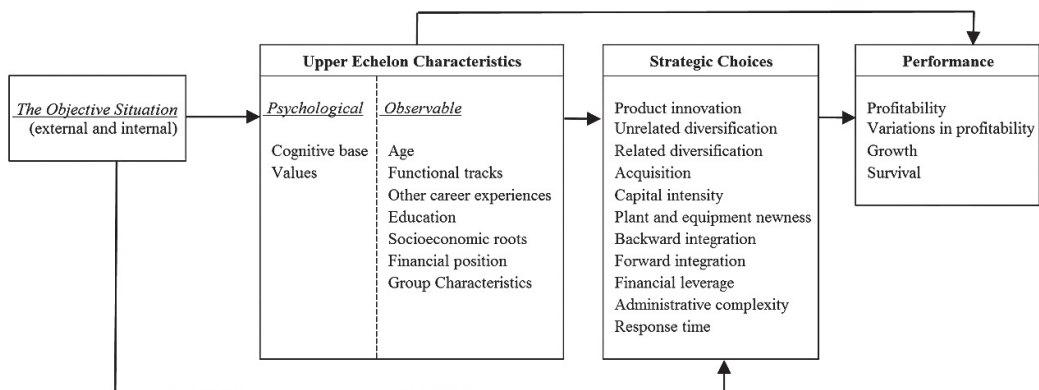 The Objective Situation
(external and internal)
Upper Echelon Characteristics
Psychological
Cognitive base
Values
Observable
Age
Functional tracks
Other career experiences
Education
Socioeconomic roots
Financial position
Group Characteristics
Strategic Choices
Product innovation
Unrelated diversification
Related diversification
Acquisition
Capital intensity
Plant and equipment newness
Backward integration
Forward integration
Financial leverage
Administrative complexity
Response time
Performance
Profitability
Variations in profitability
Growth
Survival